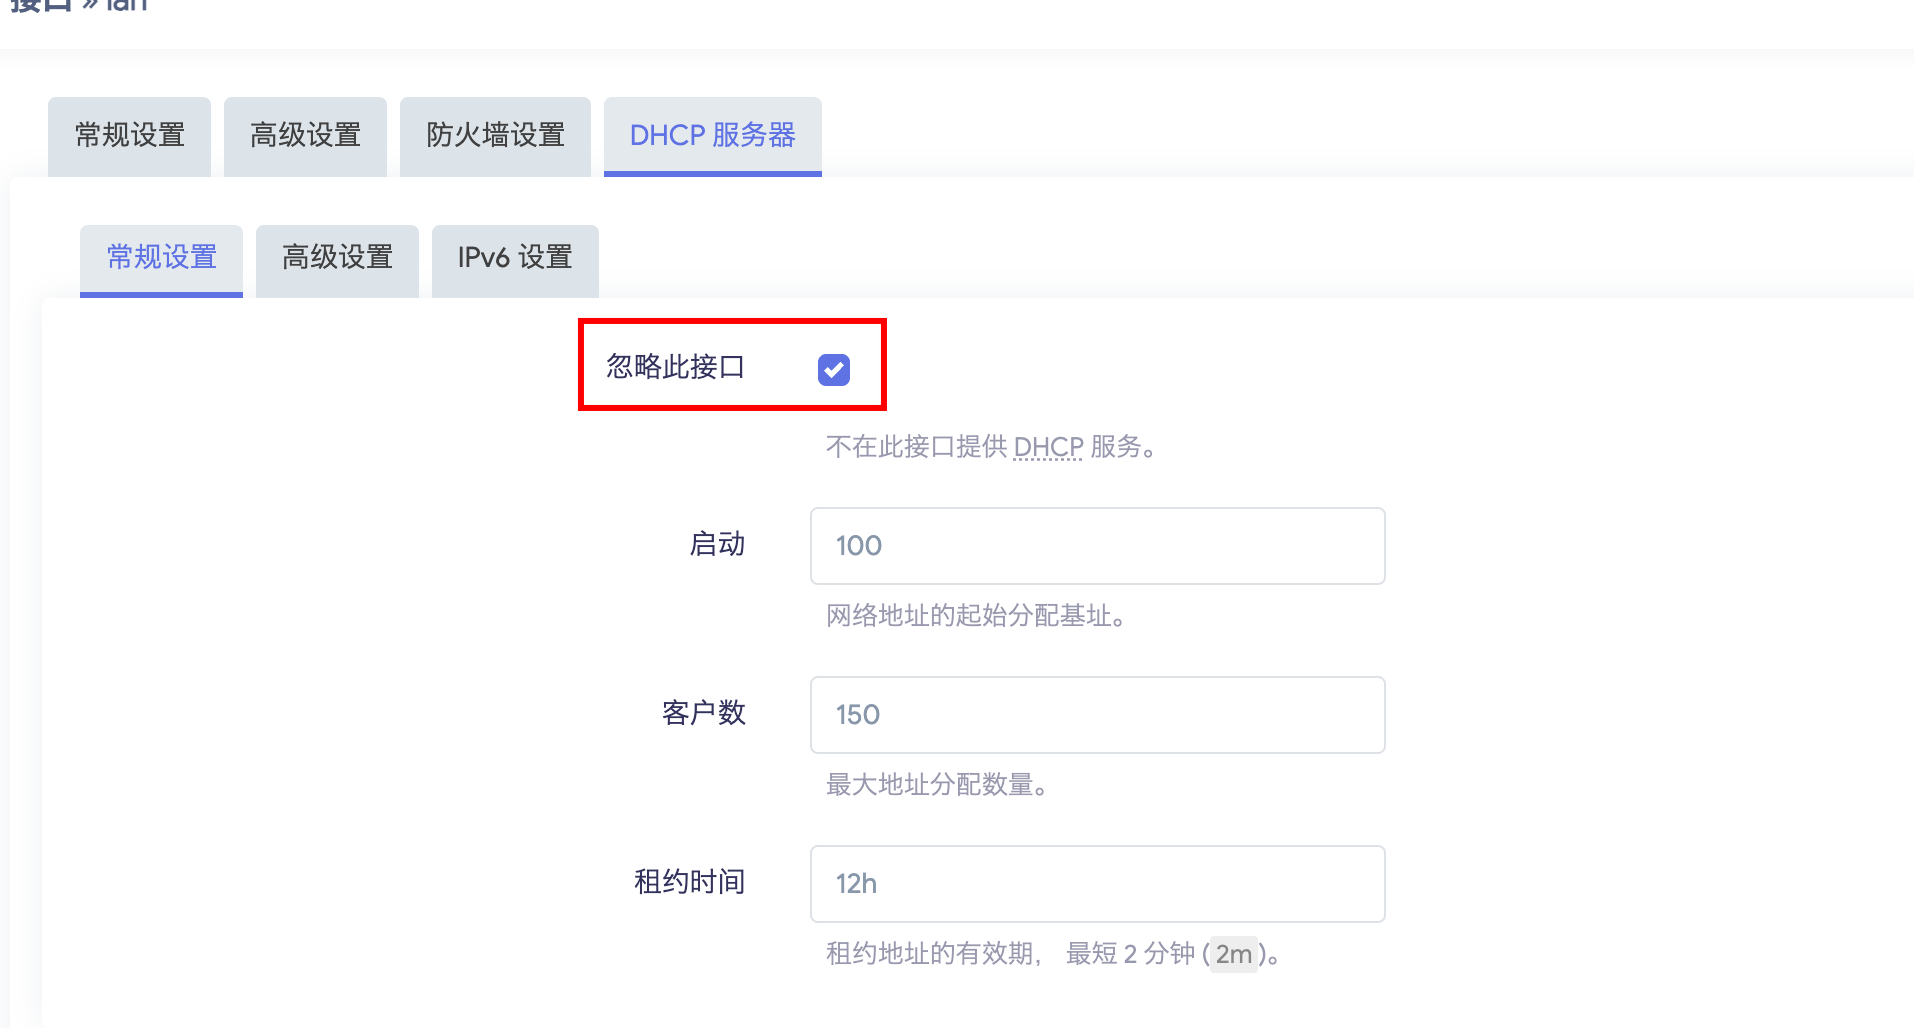 接口 » lan
常规设置 高级设置 防火墙设置 DHCP 服务器
常规设置 高级设置 IPv6 设置
忽略此接口
不在此接口提供 DHCP 服务。
启动 100
网络地址的起始分配基址。
客户数 150
最大地址分配数量。
租约时间 12h
租约地址的有效期， 最短 2 分钟 (2m)。